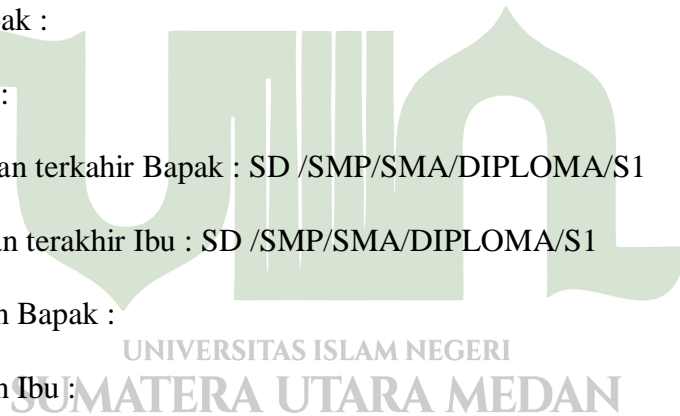 ak :
:
an terkahir Bapak : SD /SMP/SMA/DIPLOMA/S1
n terakhir Ibu : SD /SMP/SMA/DIPLOMA/S1
n Bapak :
UNIVERSITAS ISLAM NEGERI
n Ibu :
SUMATERA UTARA MEDAN